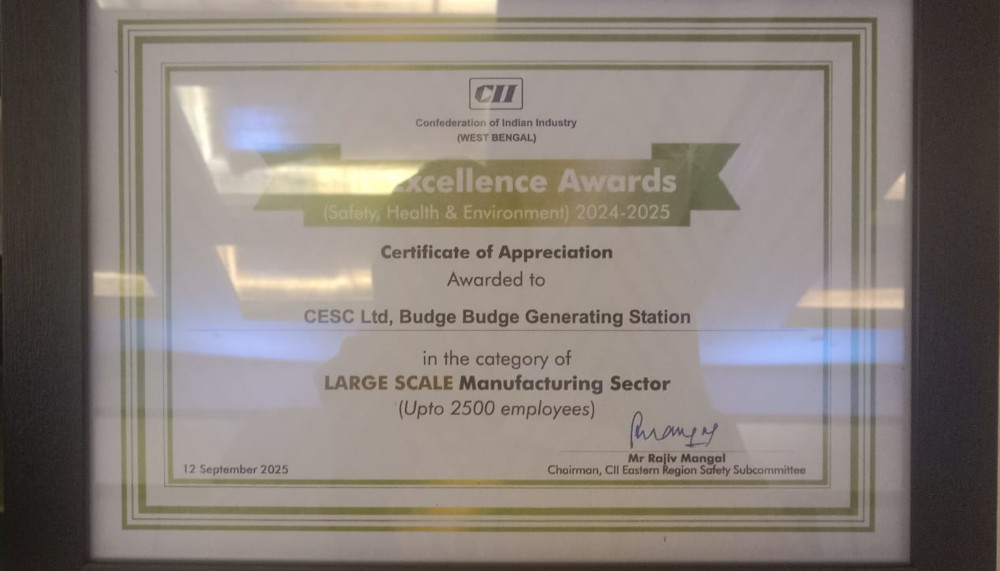 CII
Confederation of Indian Industry
(WEST BENGAL)
Excellence Awards
(Safety, Health & Environment) 2024-2025
Certificate of Appreciation
Awarded to
CESC Ltd, Budge Budge Generating Station
in the category of
LARGE SCALE Manufacturing Sector
(Upto 2500 employees)
Mr Rajiv Mangal
12 September 2025
Chairman, CII Eastern Region Safety Subcommittee